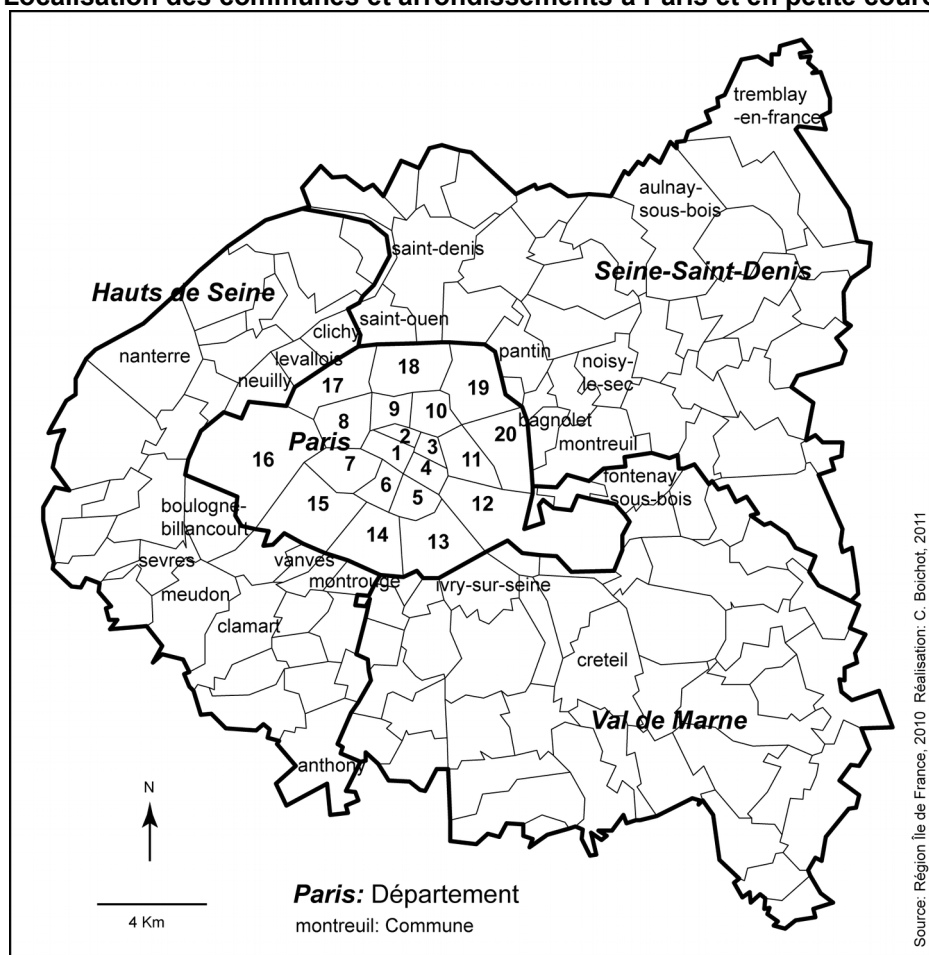 Localisation des communes et arrondissements à Paris et en petite couro
tremblay
-en-france
aulnay-
sous-bois
saint-denis
Seine-Saint-Denis
Hauts de Seine
saint-ouen
clichy
nanterre
levallois
neuilly
pantin
noisy-
le-sec
18
17
19
9
10
8
bagnolet
20
montreuil
Paris
2
3
1
16
7
11
4
fontenay
sous-bois
6
5
12
15
boulogne-
billancourt
14
13
sevres
vanves
montrouge
ivry-sur-seine
meudon
clamart
creteil
Val de Marne
anthony
N
4 Km
Paris: Département
montreuil: Commune
Source: Région Île de France, 2010 Réalisation: C. Boichot, 2011